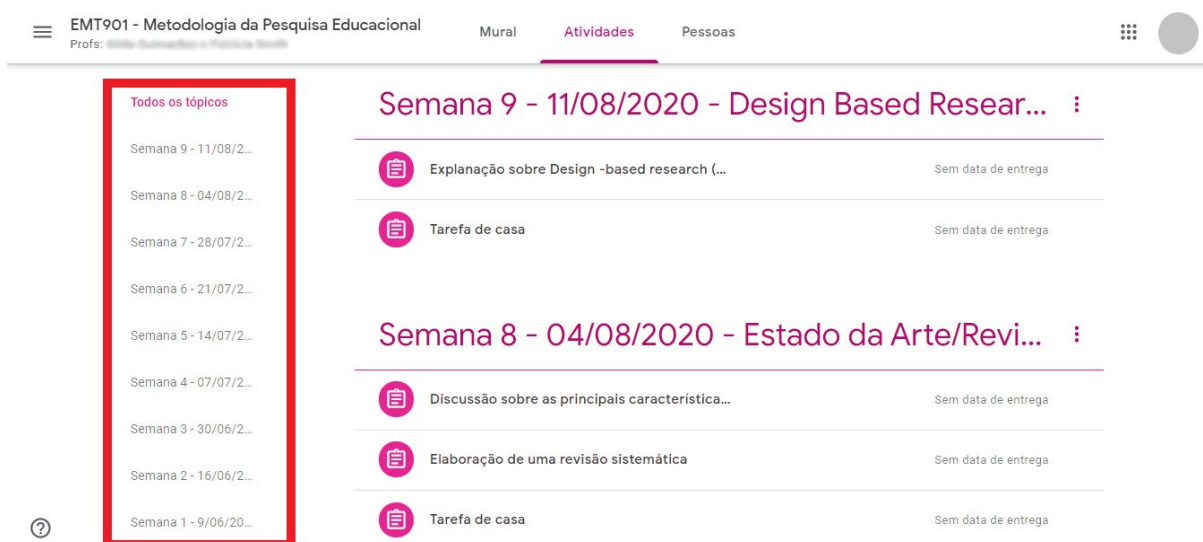 EMT901 - Metodologia da Pesquisa Educacional
Profs:
Mural
Atividades
Pessoas
Todos os tópicos
Semana 9 - 11/08/2...
Semana 8 - 04/08/2...
Semana 7 - 28/07/2...
Semana 6 - 21/07/2...
Semana 5 - 14/07/2...
Semana 4 - 07/07/2...
Semana 3 - 30/06/2...
Semana 2 - 16/06/2...
Semana 1 - 9/06/20...
Semana 9 - 11/08/2020 - Design Based Resear...
Explanação sobre Design -based research (...
Sem data de entrega
Tarefa de casa
Sem data de entrega
Semana 8 - 04/08/2020 - Estado da Arte/Revi...
Discussão sobre as principais característica...
Sem data de entrega
Elaboração de uma revisão sistemática
Sem data de entrega
Tarefa de casa
Sem data de entrega